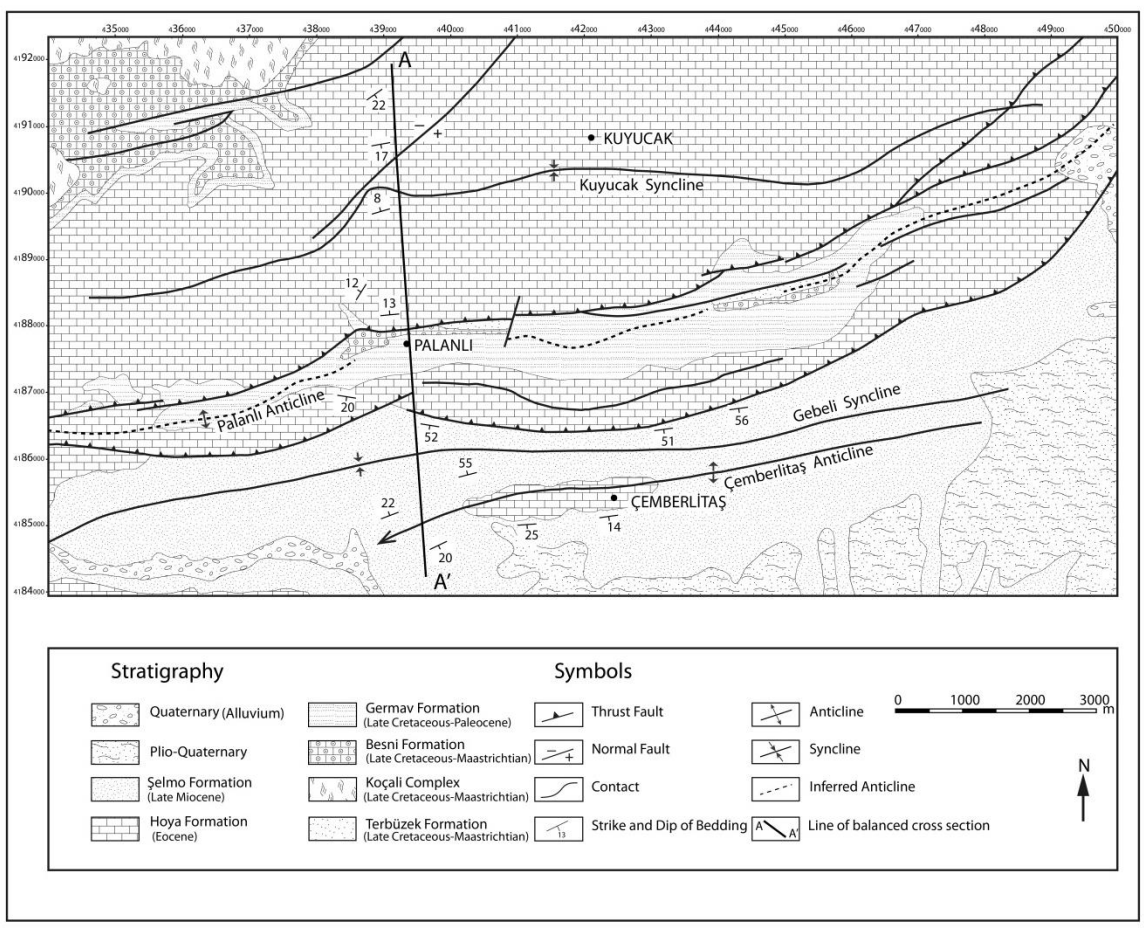 435000 436000 437000 438000 439000 440000 441000 442000 443000 444000 445000 446000 447000 448000 449000 450000
4192000
A
22
4191000
− +
17
KUYUCAK
Kuyucak Syncline
4190000
8
4189000
12
13
4188000
PALANLI
4187000
Palanlı Anticline
20
Gebeli Syncline
56
52
51
4186000
55
Çemberlitaş Anticline
ÇEMBERLİTAŞ
22
4185000
25
14
20
A'
4184000
Stratigraphy
Quaternary (Alluvium)
Plio-Quaternary
Şelmo Formation
(Late Miocene)
Hoya Formation
(Eocene)
Germav Formation
(Late Cretaceous-Paleocene)
Besni Formation
(Late Cretaceous-Maastrichtian)
Koçali Complex
(Late Cretaceous-Maastrichtian)
Terbüzek Formation
(Late Cretaceous-Maastrichtian)
Symbols
Thrust Fault
− +
Normal Fault
Contact
13
Strike and Dip of Bedding
Anticline
Syncline
Inferred Anticline
A A'
Line of balanced cross section
0 1000 2000 3000 m
N